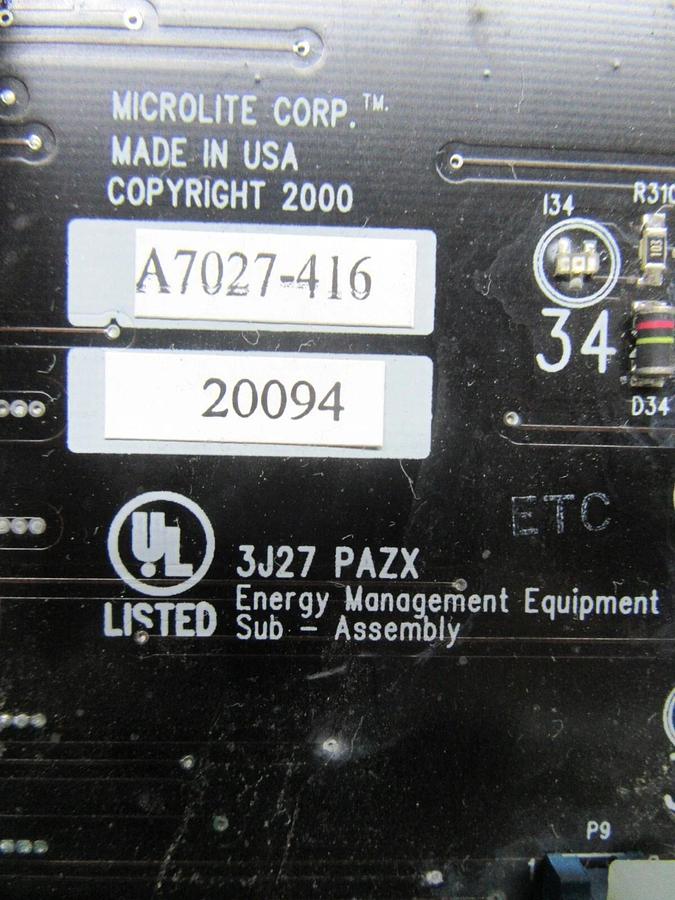 MICROLITE CORP.™
MADE IN USA
COPYRIGHT 2000
A7027-416
20094
I34
R310
301
34
D34
ETC
UL
LISTED
3J27 PAZX
Energy Management Equipment
Sub - Assembly
P9